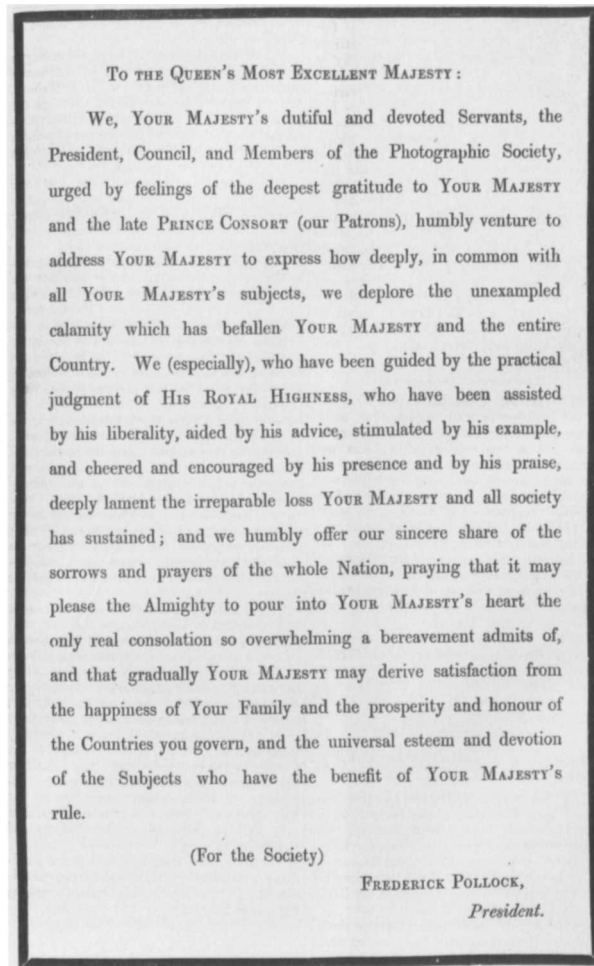 To the Queen's Most Excellent Majesty:
We, Your Majesty's dutiful and devoted Servants, the
President, Council, and Members of the Photographic Society,
urged by feelings of the deepest gratitude to Your Majesty
and the late Prince Consort (our Patrons), humbly venture to
address Your Majesty to express how deeply, in common with
all Your Majesty's subjects, we deplore the unexampled
calamity which has befallen Your Majesty and the entire
Country. We (especially), who have been guided by the practical
judgment of His Royal Highness, who have been assisted
by his liberality, aided by his advice, stimulated by his example,
and cheered and encouraged by his presence and by his praise,
deeply lament the irreparable loss Your Majesty and all society
has sustained; and we humbly offer our sincere share of the
sorrows and prayers of the whole Nation, praying that it may
please the Almighty to pour into Your Majesty's heart the
only real consolation so overwhelming a bereavement admits of,
and that gradually Your Majesty may derive satisfaction from
the happiness of Your Family and the prosperity and honour of
the Countries you govern, and the universal esteem and devotion
of the Subjects who have the benefit of Your Majesty's
rule.
(For the Society)
Frederick Pollock,
President.